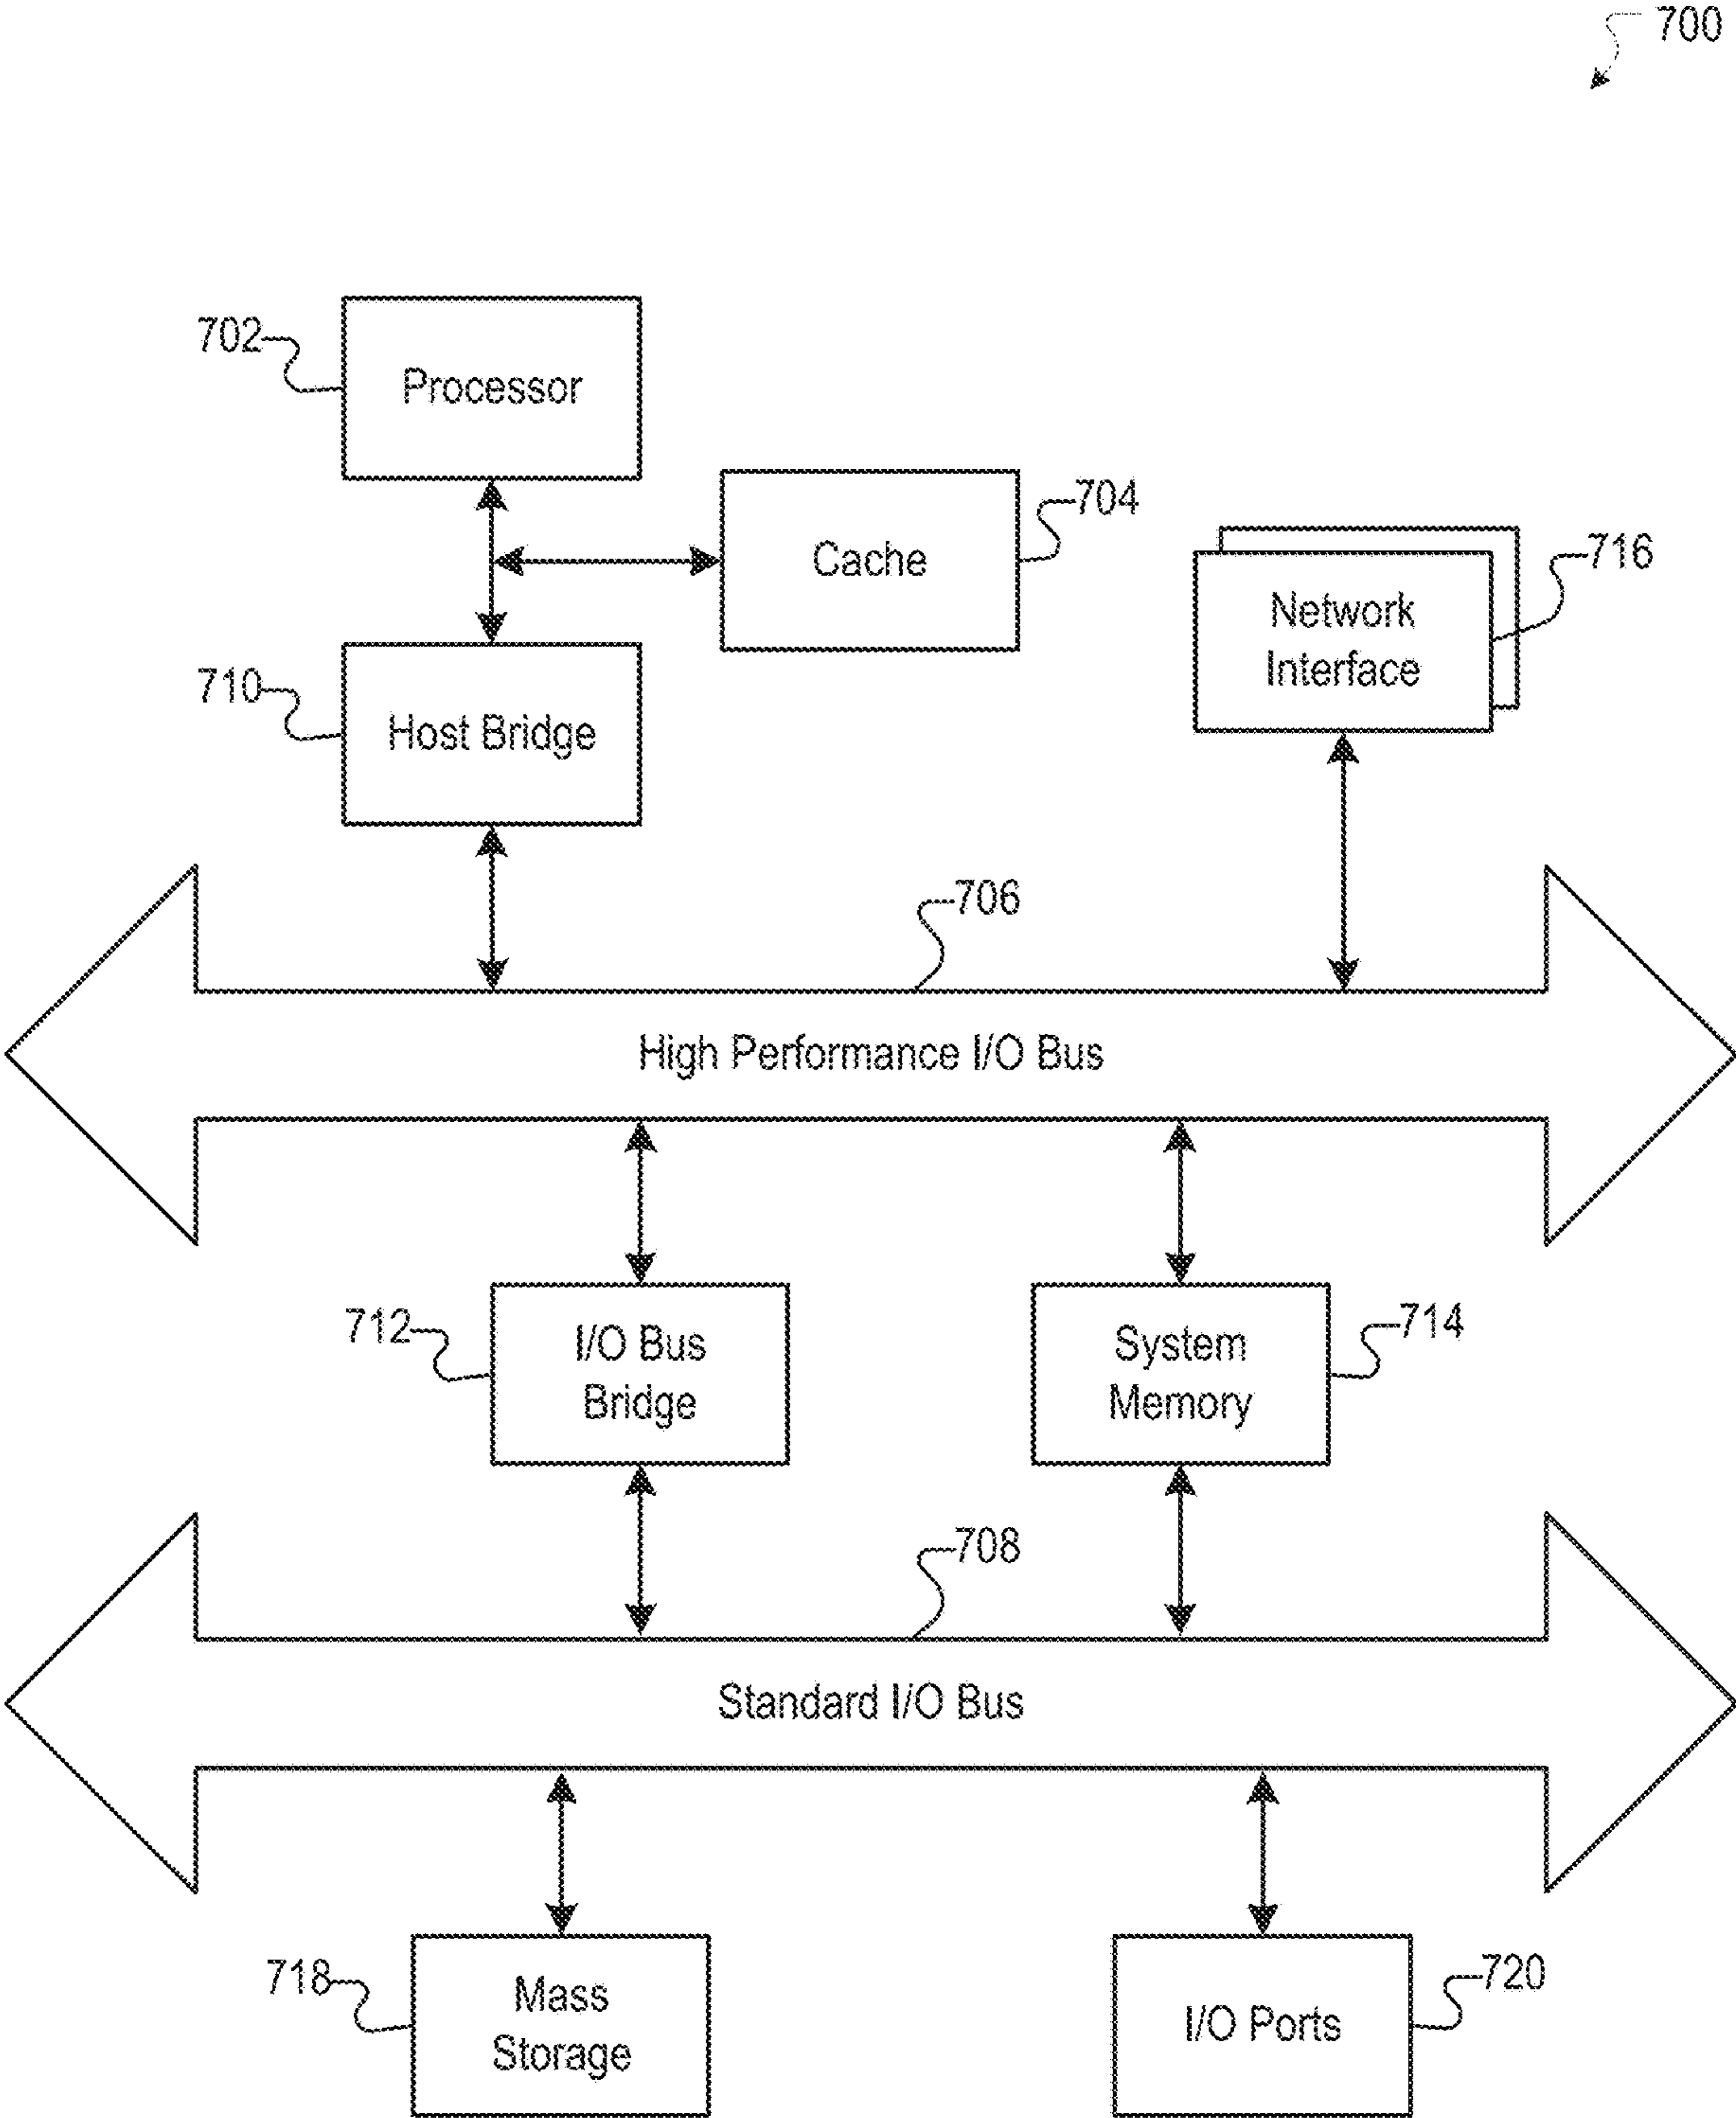 700
702
Processor
704
Cache
716
Network
Interface
710
Host Bridge
706
High Performance I/O Bus
712
I/O Bus
Bridge
714
System
Memory
708
Standard I/O Bus
718
Mass
Storage
720
I/O Ports